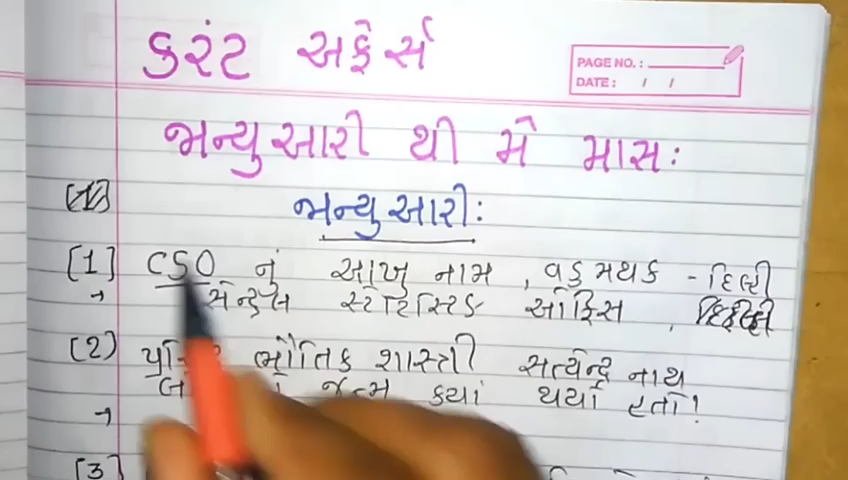 કરંટ અફેર્સ
PAGE NO. :
DATE : / /
જાન્યુઆરી થી મે માસ :
જાન્યુઆરી :
[1] CSO નું આખુ નામ , વડુ મથક - દિલ્હી
→ સેન્ટ્રલ સ્ટેટિસ્ટિક ઓફિસ ,
(2) ભૌતિક શાસ્ત્રી સત્યેન્દ્ર નાથ
જન્મ કયાં થયો હતો !
→
[3